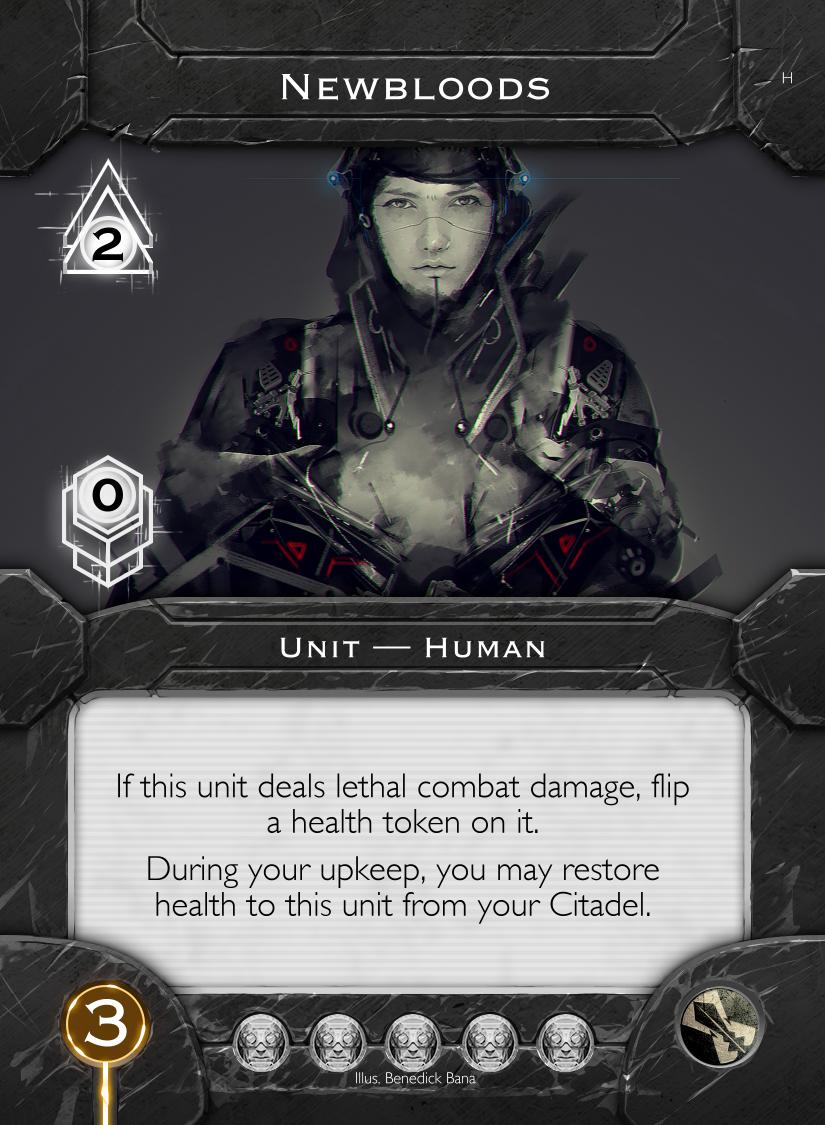 Newbloods
H
2
0
Unit — Human
If this unit deals lethal combat damage, flip
a health token on it.
During your upkeep, you may restore
health to this unit from your Citadel.
3
Illus. Benedick Bana